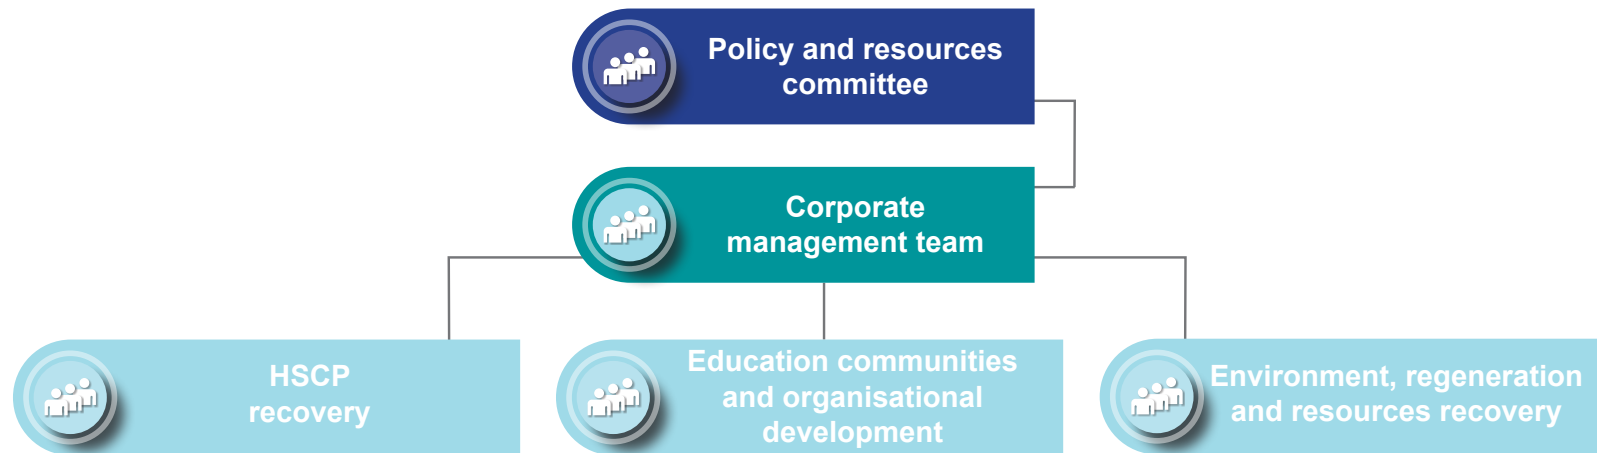 Policy and resources
committee
Corporate
management team
HSCP
recovery
Education communities
and organisational
development
Environment, regeneration
and resources recovery